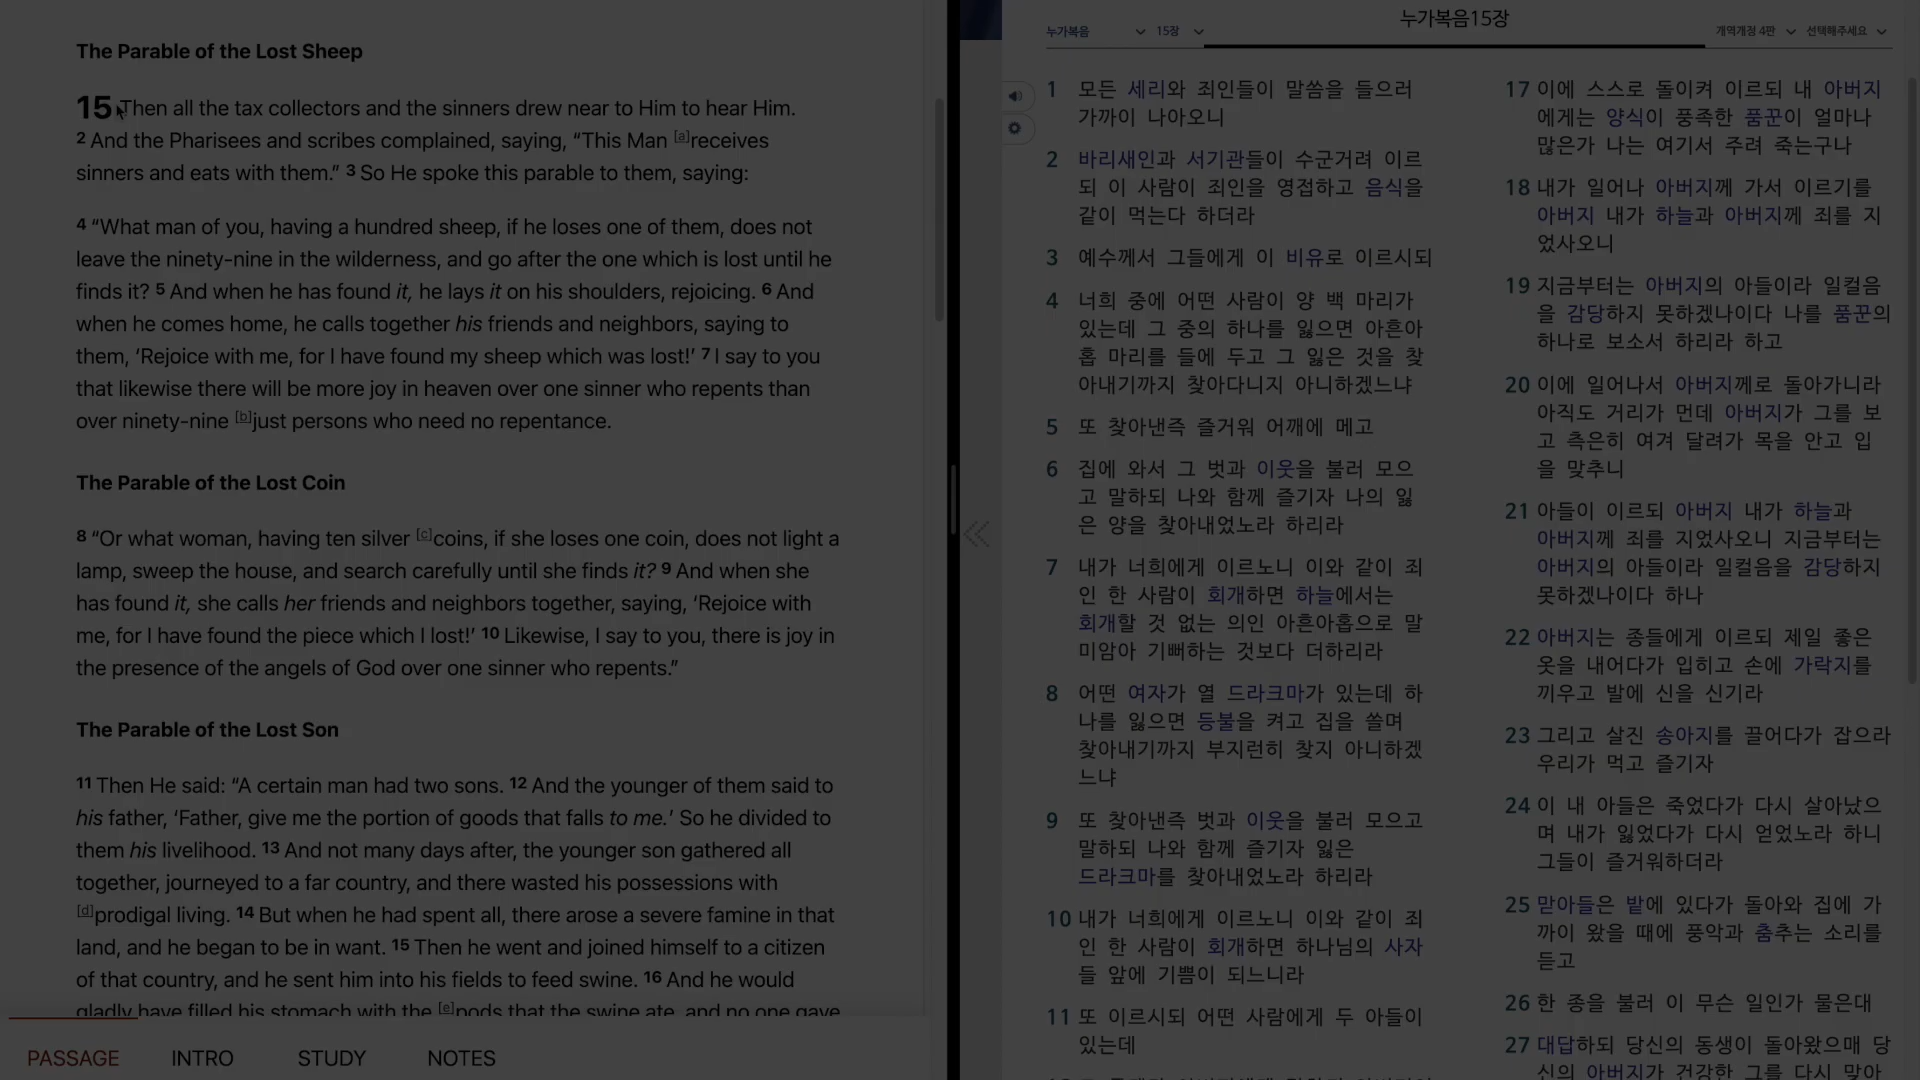 The Parable of the Lost Sheep
15 Then all the tax collectors and the sinners drew near to Him to hear Him.
2 And the Pharisees and scribes complained, saying, “This Man [a]receives
sinners and eats with them.” 3 So He spoke this parable to them, saying:
4 “What man of you, having a hundred sheep, if he loses one of them, does not
leave the ninety-nine in the wilderness, and go after the one which is lost until he
finds it? 5 And when he has found it, he lays it on his shoulders, rejoicing. 6 And
when he comes home, he calls together his friends and neighbors, saying to
them, ‘Rejoice with me, for I have found my sheep which was lost!’ 7 I say to you
that likewise there will be more joy in heaven over one sinner who repents than
over ninety-nine [b]just persons who need no repentance.
The Parable of the Lost Coin
8 “Or what woman, having ten silver [c]coins, if she loses one coin, does not light a
lamp, sweep the house, and search carefully until she finds it? 9 And when she
has found it, she calls her friends and neighbors together, saying, ‘Rejoice with
me, for I have found the piece which I lost!’ 10 Likewise, I say to you, there is joy in
the presence of the angels of God over one sinner who repents.”
The Parable of the Lost Son
11 Then He said: “A certain man had two sons. 12 And the younger of them said to
his father, ‘Father, give me the portion of goods that falls to me.’ So he divided to
them his livelihood. 13 And not many days after, the younger son gathered all
together, journeyed to a far country, and there wasted his possessions with
[d]prodigal living. 14 But when he had spent all, there arose a severe famine in that
land, and he began to be in want. 15 Then he went and joined himself to a citizen
of that country, and he sent him into his fields to feed swine. 16 And he would
gladly have filled his stomach with the [e]pods that the swine ate, and no one gave
PASSAGE INTRO STUDY NOTES
누가복음15장
누가복음 15장 개역개정 4판 선택해주세요
1 모든 세리와 죄인들이 말씀을 들으러
가까이 나아오니
2 바리새인과 서기관들이 수군거려 이르
되 이 사람이 죄인을 영접하고 음식을
같이 먹는다 하더라
3 예수께서 그들에게 이 비유로 이르시되
4 너희 중에 어떤 사람이 양 백 마리가
있는데 그 중의 하나를 잃으면 아흔아
홉 마리를 들에 두고 그 잃은 것을 찾
아내기까지 찾아다니지 아니하겠느냐
5 또 찾아낸즉 즐거워 어깨에 메고
6 집에 와서 그 벗과 이웃을 불러 모으
고 말하되 나와 함께 즐기자 나의 잃
은 양을 찾아내었노라 하리라
7 내가 너희에게 이르노니 이와 같이 죄
인 한 사람이 회개하면 하늘에서는
회개할 것 없는 의인 아흔아홉으로 말
미암아 기뻐하는 것보다 더하리라
8 어떤 여자가 열 드라크마가 있는데 하
나를 잃으면 등불을 켜고 집을 쓸며
찾아내기까지 부지런히 찾지 아니하겠
느냐
9 또 찾아낸즉 벗과 이웃을 불러 모으고
말하되 나와 함께 즐기자 잃은
드라크마를 찾아내었노라 하리라
10 내가 너희에게 이르노니 이와 같이 죄
인 한 사람이 회개하면 하나님의 사자
들 앞에 기쁨이 되느니라
11 또 이르시되 어떤 사람에게 두 아들이
있는데
17 이에 스스로 돌이켜 이르되 내 아버지
에게는 양식이 풍족한 품꾼이 얼마나
많은가 나는 여기서 주려 죽는구나
18 내가 일어나 아버지께 가서 이르기를
아버지 내가 하늘과 아버지께 죄를 지
었사오니
19 지금부터는 아버지의 아들이라 일컬음
을 감당하지 못하겠나이다 나를 품꾼의
하나로 보소서 하리라 하고
20 이에 일어나서 아버지께로 돌아가니라
아직도 거리가 먼데 아버지가 그를 보
고 측은히 여겨 달려가 목을 안고 입
을 맞추니
21 아들이 이르되 아버지 내가 하늘과
아버지께 죄를 지었사오니 지금부터는
아버지의 아들이라 일컬음을 감당하지
못하겠나이다 하나
22 아버지는 종들에게 이르되 제일 좋은
옷을 내어다가 입히고 손에 가락지를
끼우고 발에 신을 신기라
23 그리고 살진 송아지를 끌어다가 잡으라
우리가 먹고 즐기자
24 이 내 아들은 죽었다가 다시 살아났으
며 내가 잃었다가 다시 얻었노라 하니
그들이 즐거워하더라
25 맏아들은 밭에 있다가 돌아와 집에 가
까이 왔을 때에 풍악과 춤추는 소리를
듣고
26 한 종을 불러 이 무슨 일인가 물은대
27 대답하되 당신의 동생이 돌아왔으매 당
신의 아버지가 건강한 그를 다시 맞아